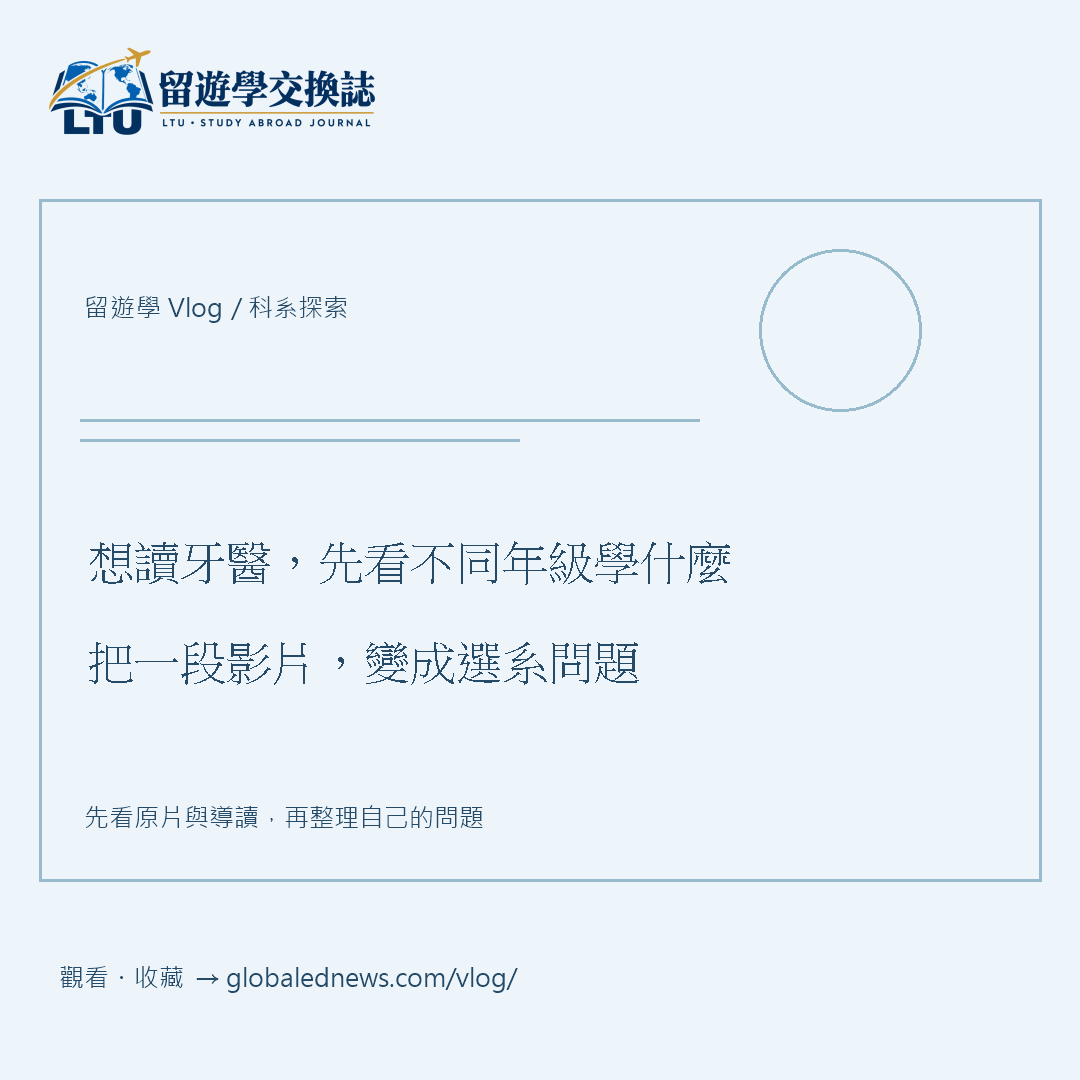 LTU
留遊學交換誌
LTU • STUDY ABROAD JOURNAL
留遊學 Vlog / 科系探索
想讀牙醫，先看不同年級學什麼
把一段影片，變成選系問題
先看原片與導讀，再整理自己的問題
觀看・收藏 → globalednews.com/vlog/